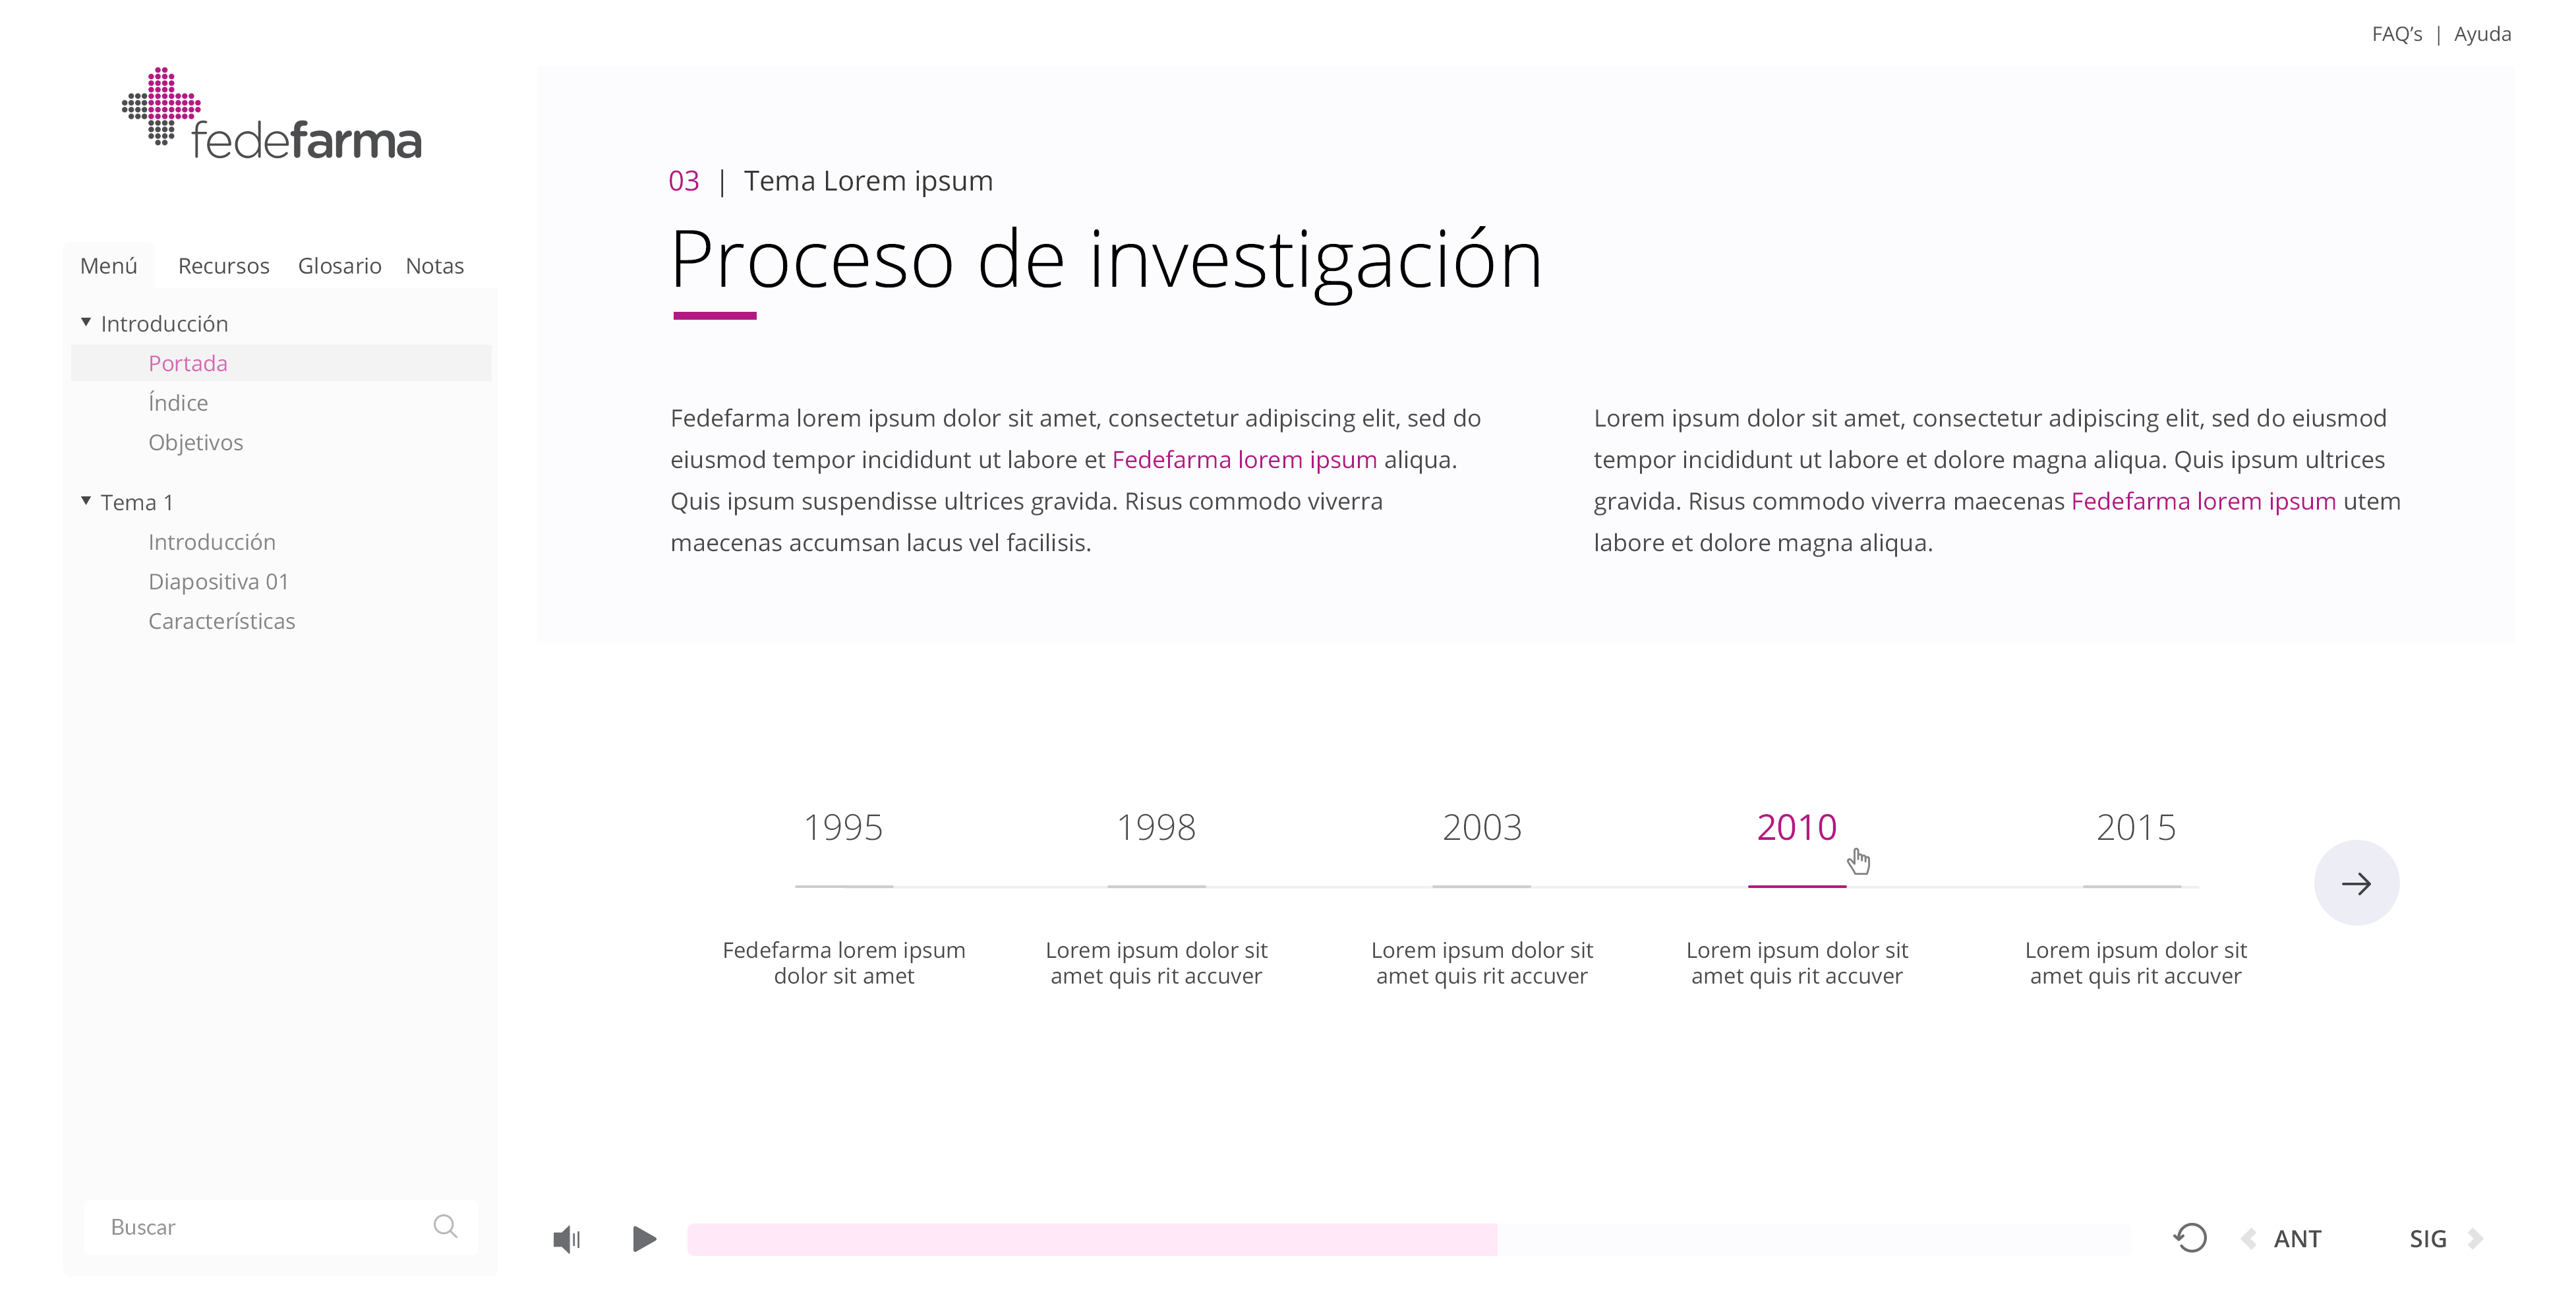 FAQ’s | Ayuda
fedefarma
Menú Recursos Glosario Notas
Introducción
Portada
Índice
Objetivos
Tema 1
Introducción
Diapositiva 01
Características
Buscar
03 | Tema Lorem ipsum
Proceso de investigación
Fedefarma lorem ipsum dolor sit amet, consectetur adipiscing elit, sed do
eiusmod tempor incididunt ut labore et Fedefarma lorem ipsum aliqua.
Quis ipsum suspendisse ultrices gravida. Risus commodo viverra
maecenas accumsan lacus vel facilisis.
Lorem ipsum dolor sit amet, consectetur adipiscing elit, sed do eiusmod
tempor incididunt ut labore et dolore magna aliqua. Quis ipsum ultrices
gravida. Risus commodo viverra maecenas Fedefarma lorem ipsum utem
labore et dolore magna aliqua.
1995
Fedefarma lorem ipsum
dolor sit amet
1998
Lorem ipsum dolor sit
amet quis rit accuver
2003
Lorem ipsum dolor sit
amet quis rit accuver
2010
Lorem ipsum dolor sit
amet quis rit accuver
2015
Lorem ipsum dolor sit
amet quis rit accuver
ANT SIG